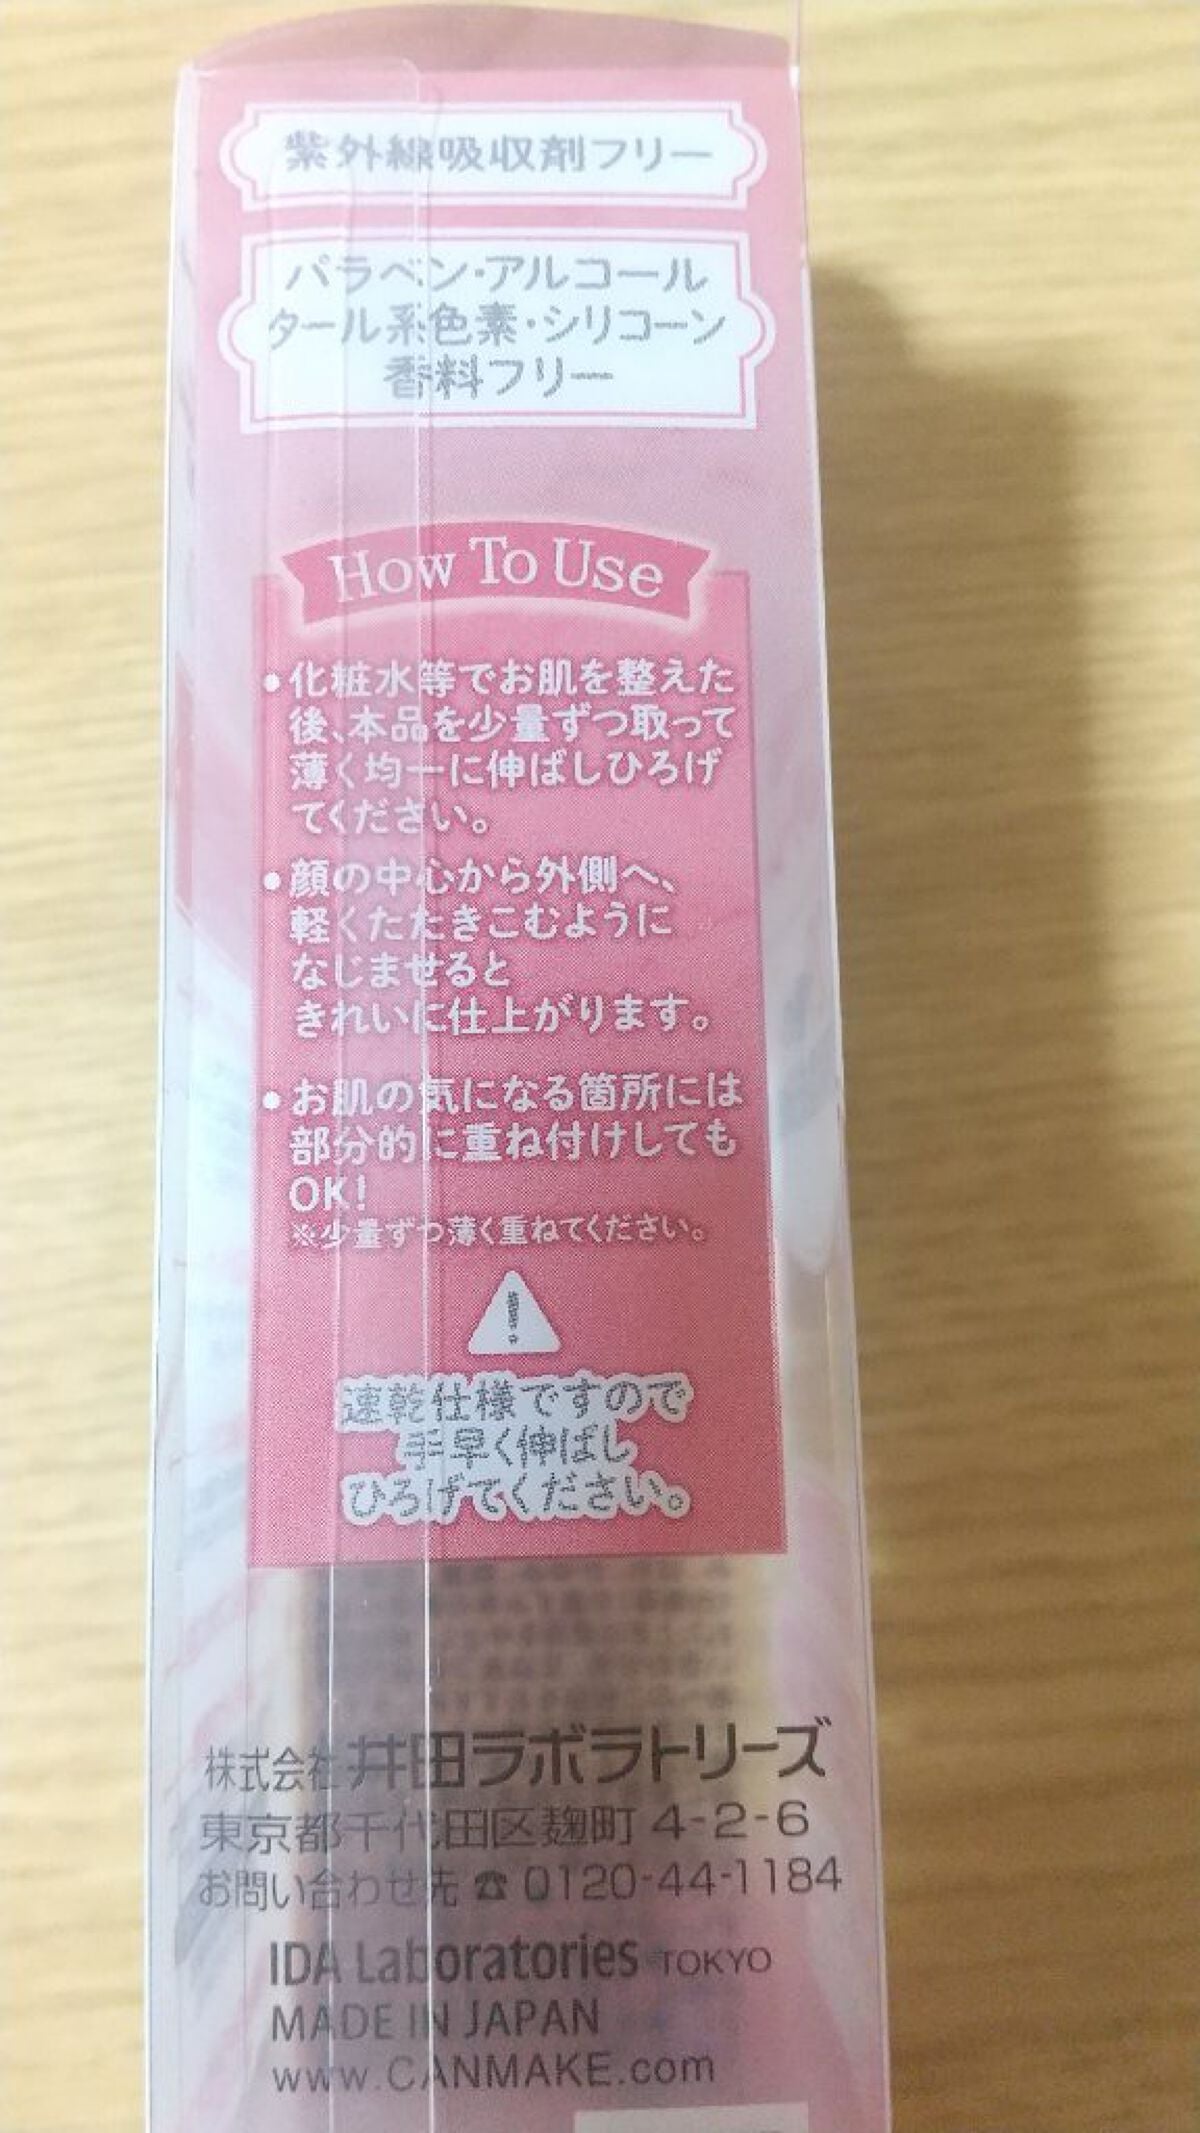 紫外線吸収剤フリー
パラベン・アルコール
タール系色素・シリコーン
香料フリー
How To Use
•化粧水等でお肌を整えた
後、本品を少量ずつ取って
薄く均一に伸ばしひろげ
てください。
•顔の中心から外側へ、
軽くたたきこむように
なじませると
きれいに仕上がります。
•お肌の気になる箇所には
部分的に重ね付けしても
OK!
※少量ずつ薄く重ねてください。
速乾仕様ですので
手早く伸ばし
ひろげてください。
株式会社井田ラボラトリーズ
東京都千代田区麹町 4-2-6
お問い合わせ先 ☎ 0120-44-1184
IDA Laboratories TOKYO
MADE IN JAPAN
www.CANMAKE.com